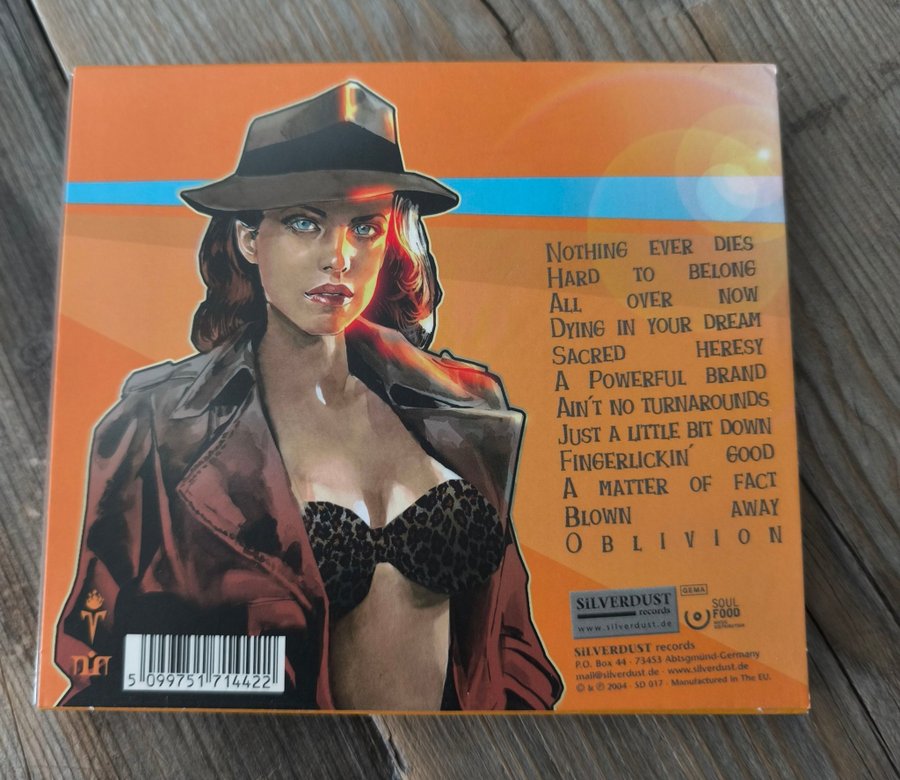 Nothing ever dies
Hard to belong
All over now
Dying in your dream
Sacred heresy
A Powerful brand
Ain't no turnarounds
Just a little bit down
Fingerlickin' good
A matter of fact
Blown away
Oblivion
SILVERDUST
records
www.silverdust.de
GEMA
SOUL
FOOD
MUSIC
DISTRIBUTION
SILVERDUST records
P.O. Box 44 · 73453 Abtsgmünd-Germany
mail@silverdust.de · www.silverdust.de
© & ℗ 2004 · SD 017 · Manufactured in The EU.
5 099751 714422